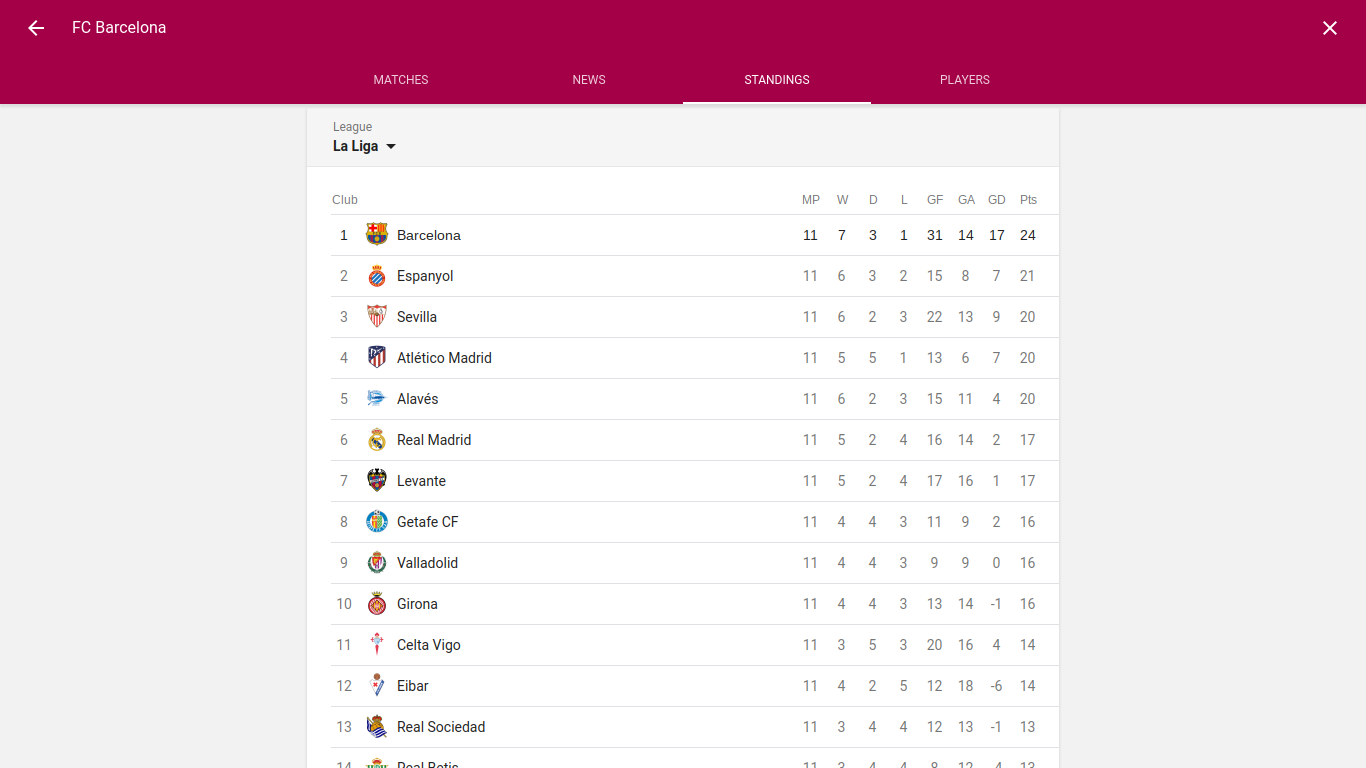 FC Barcelona
MATCHES NEWS STANDINGS PLAYERS
League
La Liga
Club MP W D L GF GA GD Pts
1 Barcelona 11 7 3 1 31 14 17 24
2 Espanyol 11 6 3 2 15 8 7 21
3 Sevilla 11 6 2 3 22 13 9 20
4 Atlético Madrid 11 5 5 1 13 6 7 20
5 Alavés 11 6 2 3 15 11 4 20
6 Real Madrid 11 5 2 4 16 14 2 17
7 Levante 11 5 2 4 17 16 1 17
8 Getafe CF 11 4 4 3 11 9 2 16
9 Valladolid 11 4 4 3 9 9 0 16
10 Girona 11 4 4 3 13 14 -1 16
11 Celta Vigo 11 3 5 3 20 16 4 14
12 Eibar 11 4 2 5 12 18 -6 14
13 Real Sociedad 11 3 4 4 12 13 -1 13
14 Real Betis 11 3 4 4 8 12 -4 13